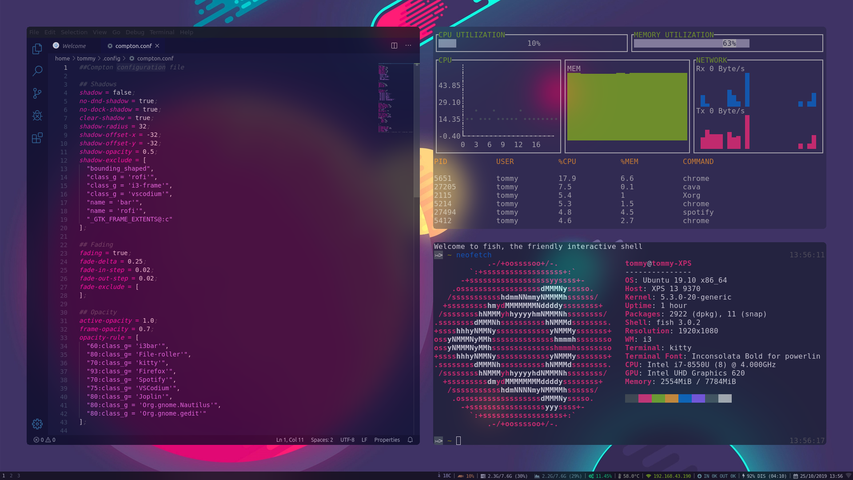 File Edit Selection View Go Debug Terminal Help
Welcome
compton.conf
home > tommy > .config > compton.conf
1 ##Compton configuration file
2
3 ## Shadows
4 shadow = false;
5 no-dnd-shadow = true;
6 no-dock-shadow = true;
7 clear-shadow = true;
8 shadow-radius = 32;
9 shadow-offset-x = -32;
10 shadow-offset-y = -32;
11 shadow-opacity = 0.5
12 shadow-exclude = [
13 "bounding_shaped",
14 "class_g = 'rofi'",
15 "class_g = 'i3-frame'",
16 "class_g = 'vscodium'",
17 "name = 'bar'",
18 "name = 'rofi'",
19 "_GTK_FRAME_EXTENTS@:c"
20 ];
21
22 ## Fading
23 fading = true;
24 fade-delta = 0.25;
25 fade-in-step = 0.02;
26 fade-out-step = 0.02;
27 fade-exclude = [
28 ];
29
30 ## Opacity
31 active-opacity = 1.0;
32 frame-opacity = 0.7;
33 opacity-rule = [
34 "60:class_g= 'i3bar'",
35 "80:class_g= 'File-roller'",
36 "70:class_g= 'kitty'",
37 "93:class_g= 'Firefox'",
38 "70:class_g= 'Spotify'",
39 "75:class_g= 'VSCodium'",
40 "80:class_g= 'Joplin'",
41 "80:class_g = 'Org.gnome.Nautilus'",
42 "80:class_g = 'Org.gnome.gedit'"
43 ];
44
0 0 Ln 1, Col 11 Spaces: 2 UTF-8 LF Properties
CPU UTILIZATION
10%
MEMORY UTILIZATION
63%
CPU
43.85
29.10
14.35
-0.40
0 3 6 9 12 16
MEM
NETWORK
Rx 0 Byte/s
Tx 0 Byte/s
PID USER %CPU %MEM COMMAND
5651 tommy 17.9 6.6 chrome
27205 tommy 7.5 0.1 cava
2115 tommy 5.4 1 Xorg
5214 tommy 5.3 1.5 chrome
27494 tommy 4.8 4.5 spotify
5412 tommy 4.6 2.7 chrome
Welcome to fish, the friendly interactive shell
~ neofetch 13:56:11
tommy@tommy-XPS
---------------
OS: Ubuntu 19.10 x86_64
Host: XPS 13 9370
Kernel: 5.3.0-20-generic
Uptime: 1 hour
Packages: 2922 (dpkg), 11 (snap)
Shell: fish 3.0.2
Resolution: 1920x1080
WM: i3
Terminal: kitty
Terminal Font: Inconsolata Bold for powerlin
CPU: Intel i7-8550U (8) @ 4.000GHz
GPU: Intel UHD Graphics 620
Memory: 2554MiB / 7784MiB
~ 13:56:17
1 2 3
10% 2.3G/7.6G (30%) 2.2G/7.6G (29%) 11.45% 58.0°C 192.168.43.190 IN 0K OUT 0K 92% DIS (04:10) 25/10/2019 13:56